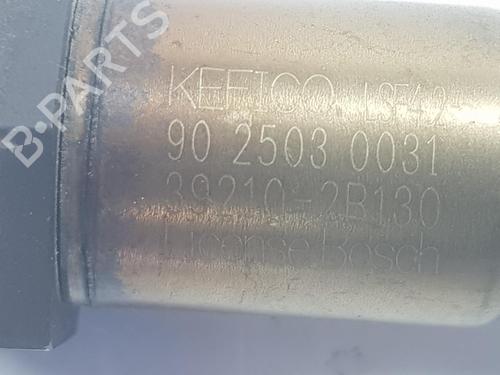 B-PARTS
KEFICO LSF4.2
90 2503 0031
39210-2B130
License Bosch